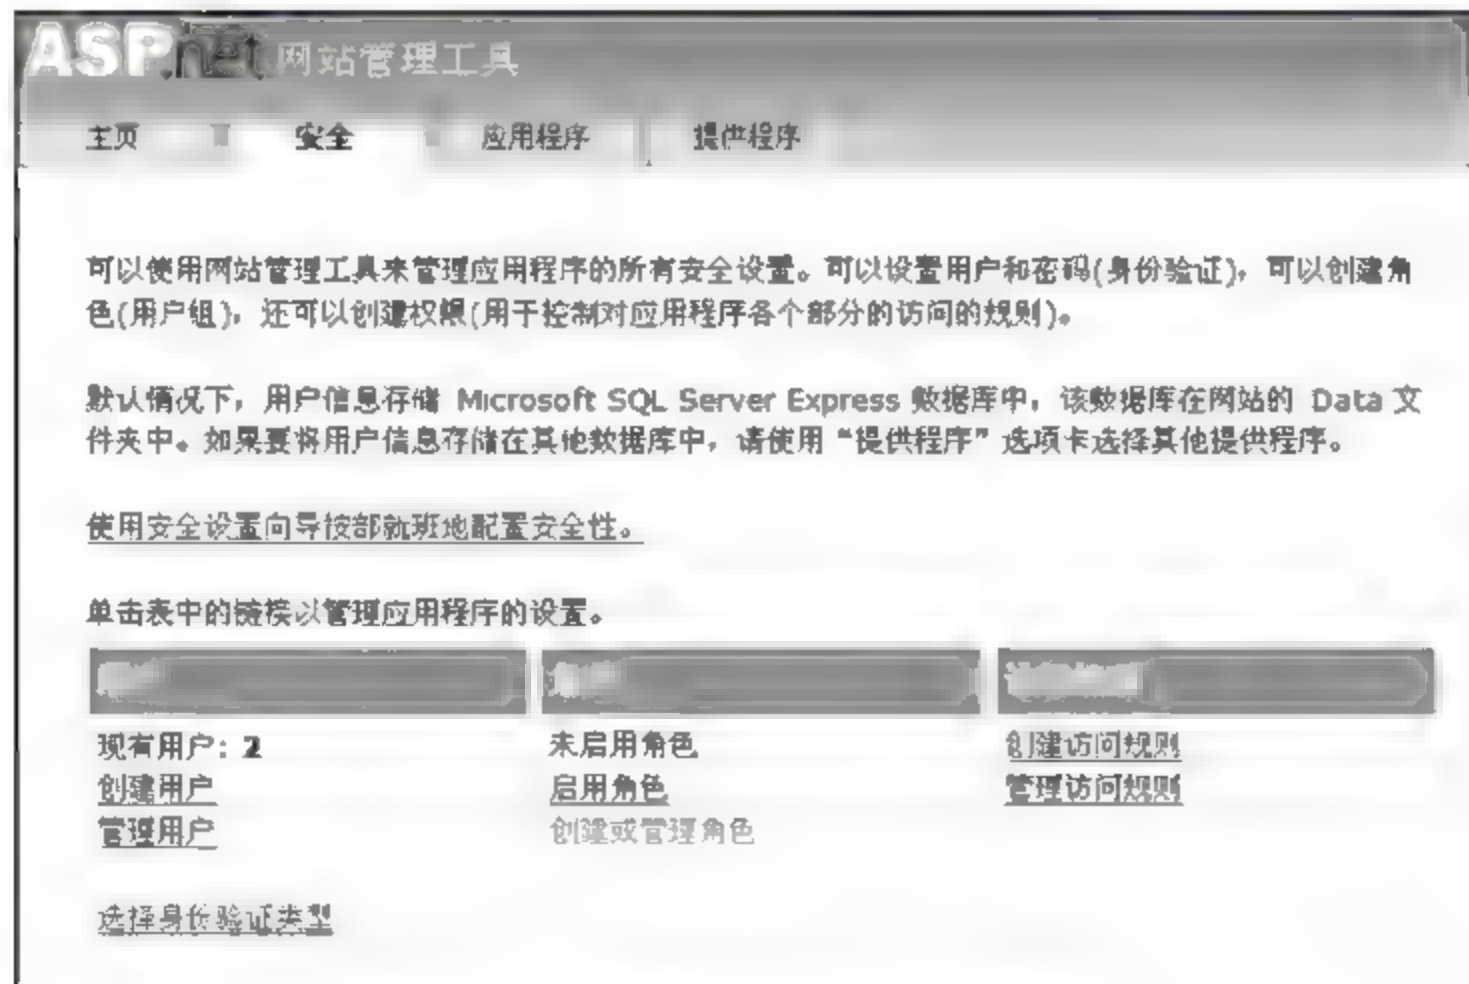 ASP.net 网站管理工具
主页 安全 应用程序 提供程序
可以使用网站管理工具来管理应用程序的所有安全设置。可以设置用户和密码(身份验证)，可以创建角
色(用户组)，还可以创建权限(用于控制对应用程序各个部分的访问的规则)。
默认情况下，用户信息存储 Microsoft SQL Server Express 数据库中，该数据库在网站的 Data 文
件夹中。如果要将用户信息存储在其他数据库中，请使用“提供程序”选项卡选择其他提供程序。
使用安全设置向导按部就班地配置安全性。
单击表中的链接以管理应用程序的设置。
现有用户：2 未启用角色 创建访问规则
创建用户 启用角色 管理访问规则
管理用户 创建或管理角色
选择身份验证类型